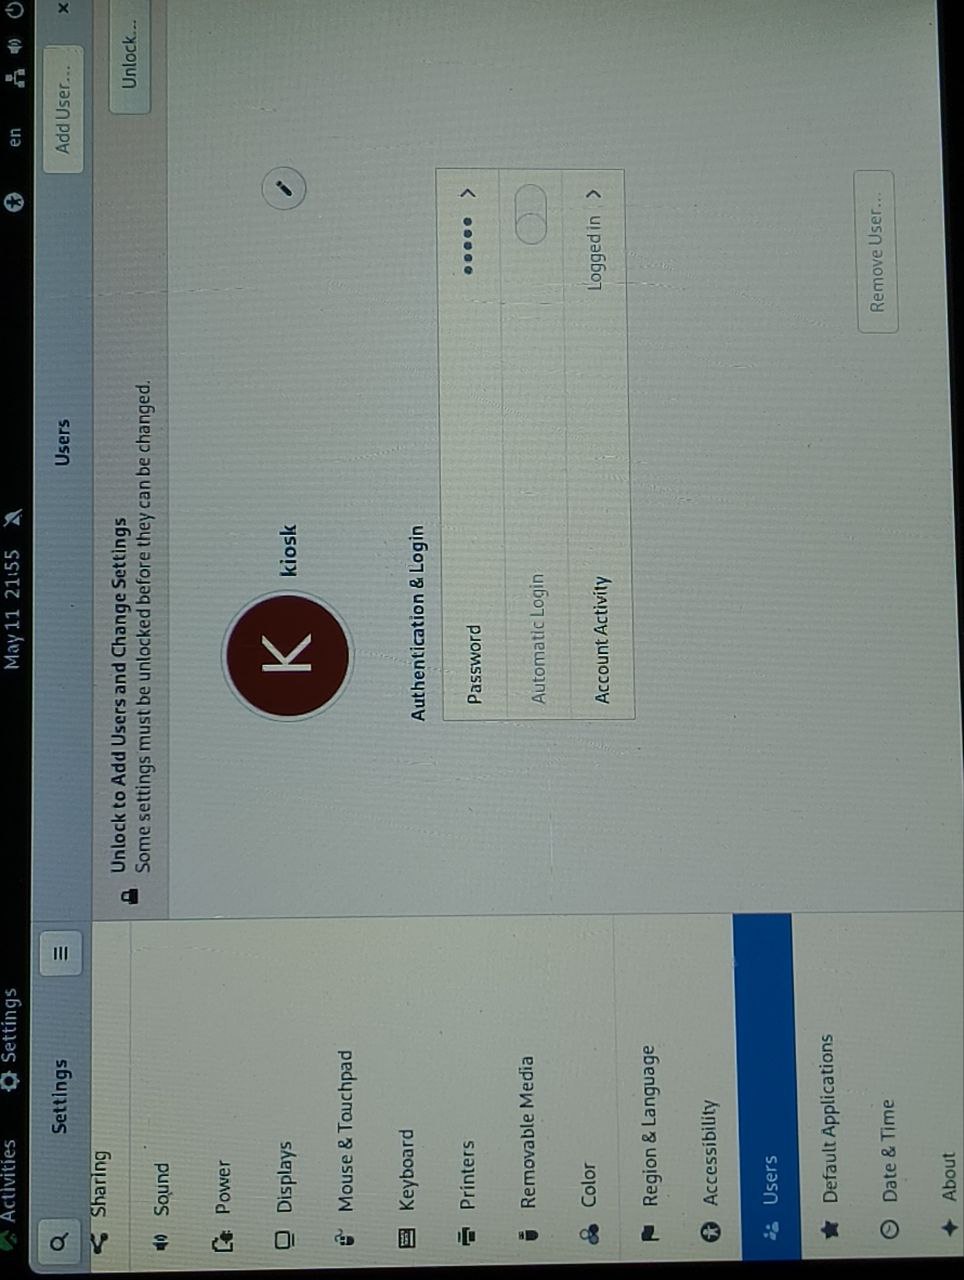 Activities Settings May 11 21:55 en
Settings Users Add User...
Unlock to Add Users and Change Settings
Some settings must be unlocked before they can be changed.
Unlock...
Sharing
Sound
Power
Displays
Mouse & Touchpad
Keyboard
Printers
Removable Media
Color
Region & Language
Accessibility
Users
Default Applications
Date & Time
About
K kiosk
Authentication & Login
Password •••••
Automatic Login
Account Activity Logged in
Remove User...